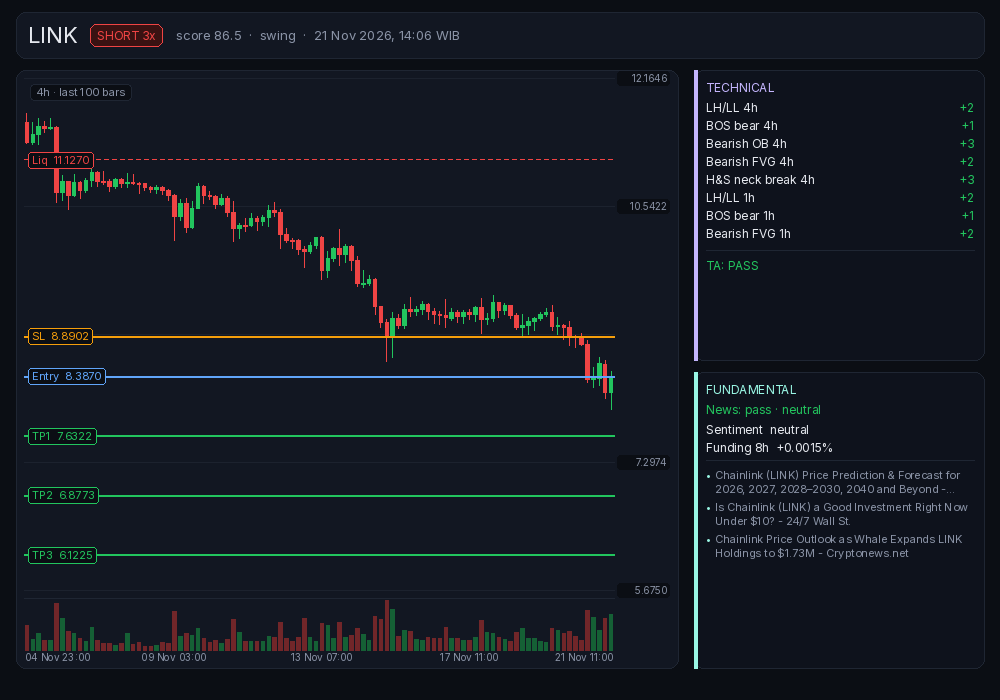 LINK SHORT 3x score 86.5 · swing · 21 Nov 2026, 14:06 WIB
4h · last 100 bars
12.1646
Liq 11.1270
10.5422
SL 8.8902
Entry 8.3870
TP1 7.6322
7.2974
TP2 6.8773
TP3 6.1225
5.6750
04 Nov 23:00 09 Nov 03:00 13 Nov 07:00 17 Nov 11:00 21 Nov 11:00
TECHNICAL
LH/LL 4h +2
BOS bear 4h +1
Bearish OB 4h +3
Bearish FVG 4h +2
H&S neck break 4h +3
LH/LL 1h +2
BOS bear 1h +1
Bearish FVG 1h +2
TA: PASS
FUNDAMENTAL
News: pass · neutral
Sentiment neutral
Funding 8h +0.0015%
• Chainlink (LINK) Price Prediction & Forecast for
2026, 2027, 2028–2030, 2040 and Beyond -...
• Is Chainlink (LINK) a Good Investment Right Now
Under $10? - 24/7 Wall St.
• Chainlink Price Outlook as Whale Expands LINK
Holdings to $1.73M - Cryptonews.net